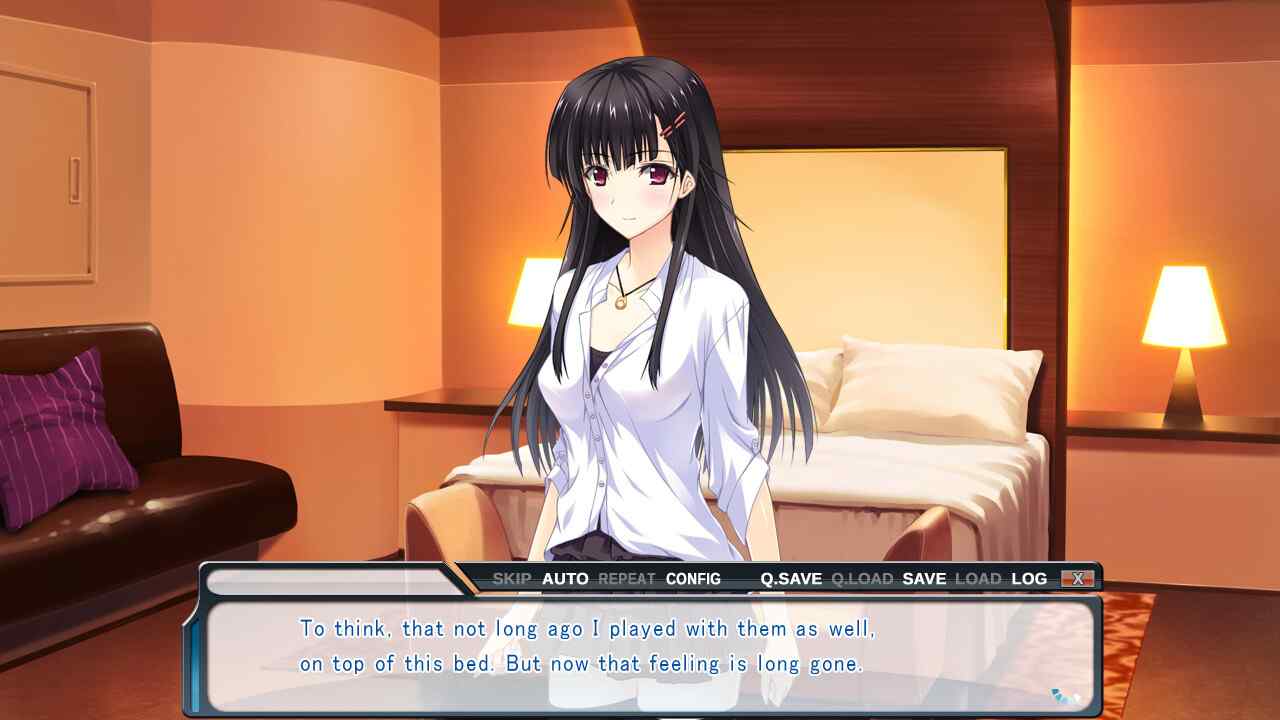 SKIP AUTO REPEAT CONFIG Q.SAVE Q.LOAD SAVE LOAD LOG X
To think, that not long ago I played with them as well,
on top of this bed. But now that feeling is long gone.